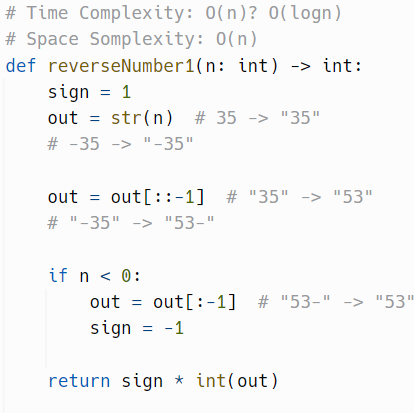 # Time Complexity: O(n)? O(logn)
# Space Somplexity: O(n)
def reverseNumber1(n: int) -> int:
    sign = 1
    out = str(n)  # 35 -> "35"
    # -35 -> "-35"

    out = out[::-1]  # "35" -> "53"
    # "-35" -> "53-"

    if n < 0:
        out = out[:-1]  # "53-" -> "53"
        sign = -1

    return sign * int(out)